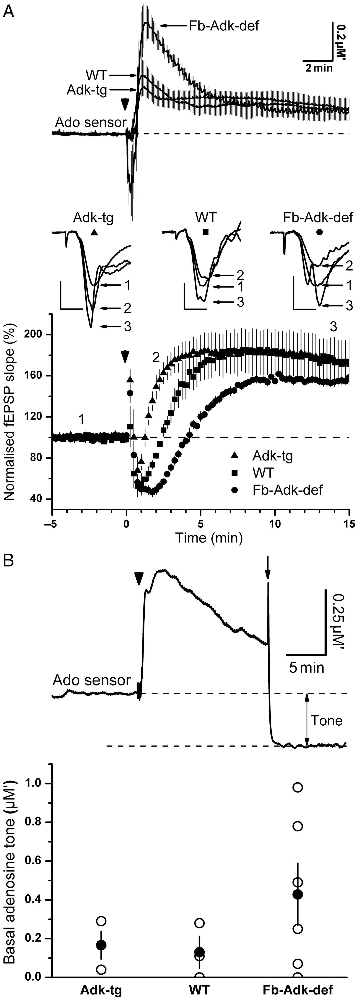 A
Fb-Adk-def
0.2 µM'
2 min
WT
Adk-tg
Ado sensor
Adk-tg
WT
Fb-Adk-def
1
2
3
2
1
3
2
1
3
Normalised fEPSP slope (%)
200
160
120
80
40
1
2
3
Adk-tg
WT
Fb-Adk-def
–5
0
5
10
15
Time (min)
B
0.25 µM'
5 min
Ado sensor
Tone
Basal adenosine tone (µM')
1.0
0.8
0.6
0.4
0.2
0.0
Adk-tg
WT
Fb-Adk-def